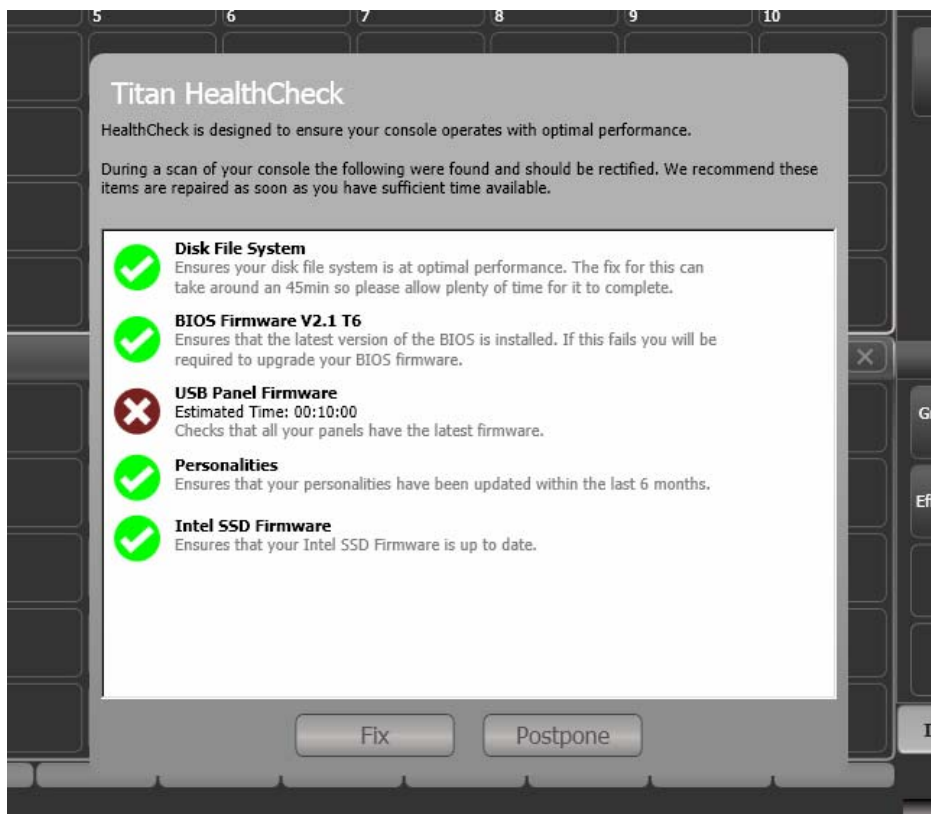 5 6 7 8 9 10
Titan HealthCheck
HealthCheck is designed to ensure your console operates with optimal performance.
During a scan of your console the following were found and should be rectified. We recommend these
items are repaired as soon as you have sufficient time available.
Disk File System
Ensures your disk file system is at optimal performance. The fix for this can
take around an 45min so please allow plenty of time for it to complete.
BIOS Firmware V2.1 T6
Ensures that the latest version of the BIOS is installed. If this fails you will be
required to upgrade your BIOS firmware.
USB Panel Firmware
Estimated Time: 00:10:00
Checks that all your panels have the latest firmware.
Personalities
Ensures that your personalities have been updated within the last 6 months.
Intel SSD Firmware
Ensures that your Intel SSD Firmware is up to date.
Fix Postpone